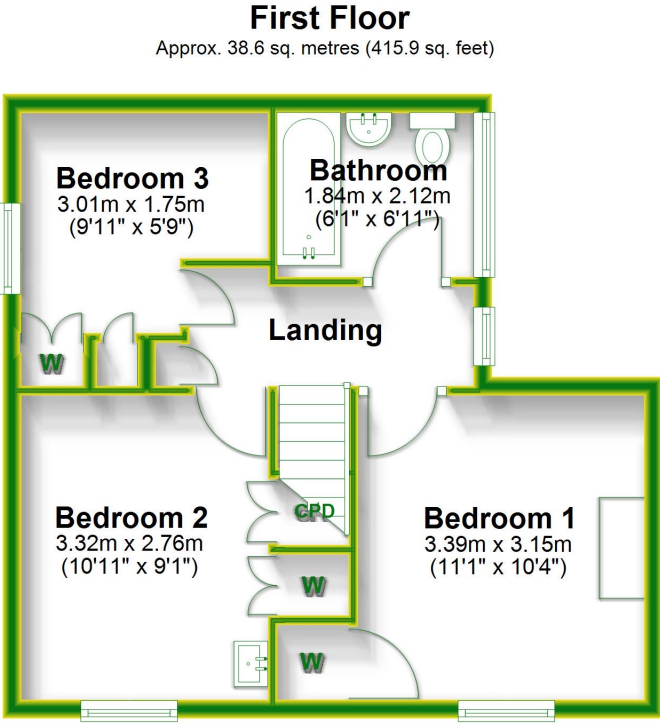 First Floor
Approx. 38.6 sq. metres (415.9 sq. feet)
Bedroom 3
3.01m x 1.75m
(9'11" x 5'9")
Bathroom
1.84m x 2.12m
(6'1" x 6'11")
Landing
W
Bedroom 2
3.32m x 2.76m
(10'11" x 9'1")
CPD
Bedroom 1
3.39m x 3.15m
(11'1" x 10'4")
W
W